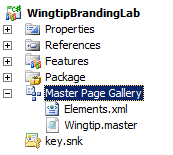 WingtipBrandingLab
Properties
References
Features
Package
Master Page Gallery
Elements.xml
Wingtip.master
key.snk